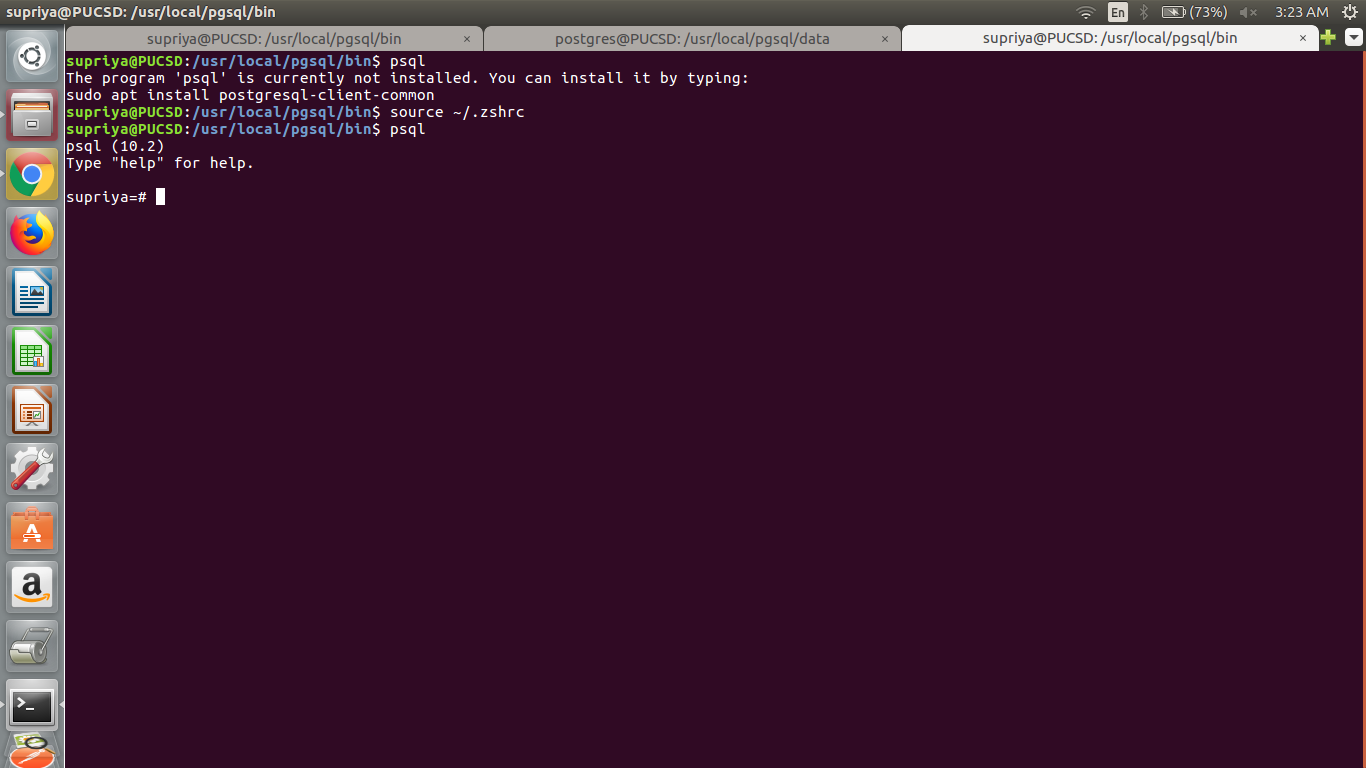 supriya@PUCSD: /usr/local/pgsql/bin
En
(73%)
3:23 AM
supriya@PUCSD: /usr/local/pgsql/bin ×
postgres@PUCSD: /usr/local/pgsql/data ×
supriya@PUCSD: /usr/local/pgsql/bin ×
supriya@PUCSD:/usr/local/pgsql/bin$ psql
The program 'psql' is currently not installed. You can install it by typing:
sudo apt install postgresql-client-common
supriya@PUCSD:/usr/local/pgsql/bin$ source ~/.zshrc
supriya@PUCSD:/usr/local/pgsql/bin$ psql
psql (10.2)
Type "help" for help.
supriya=#